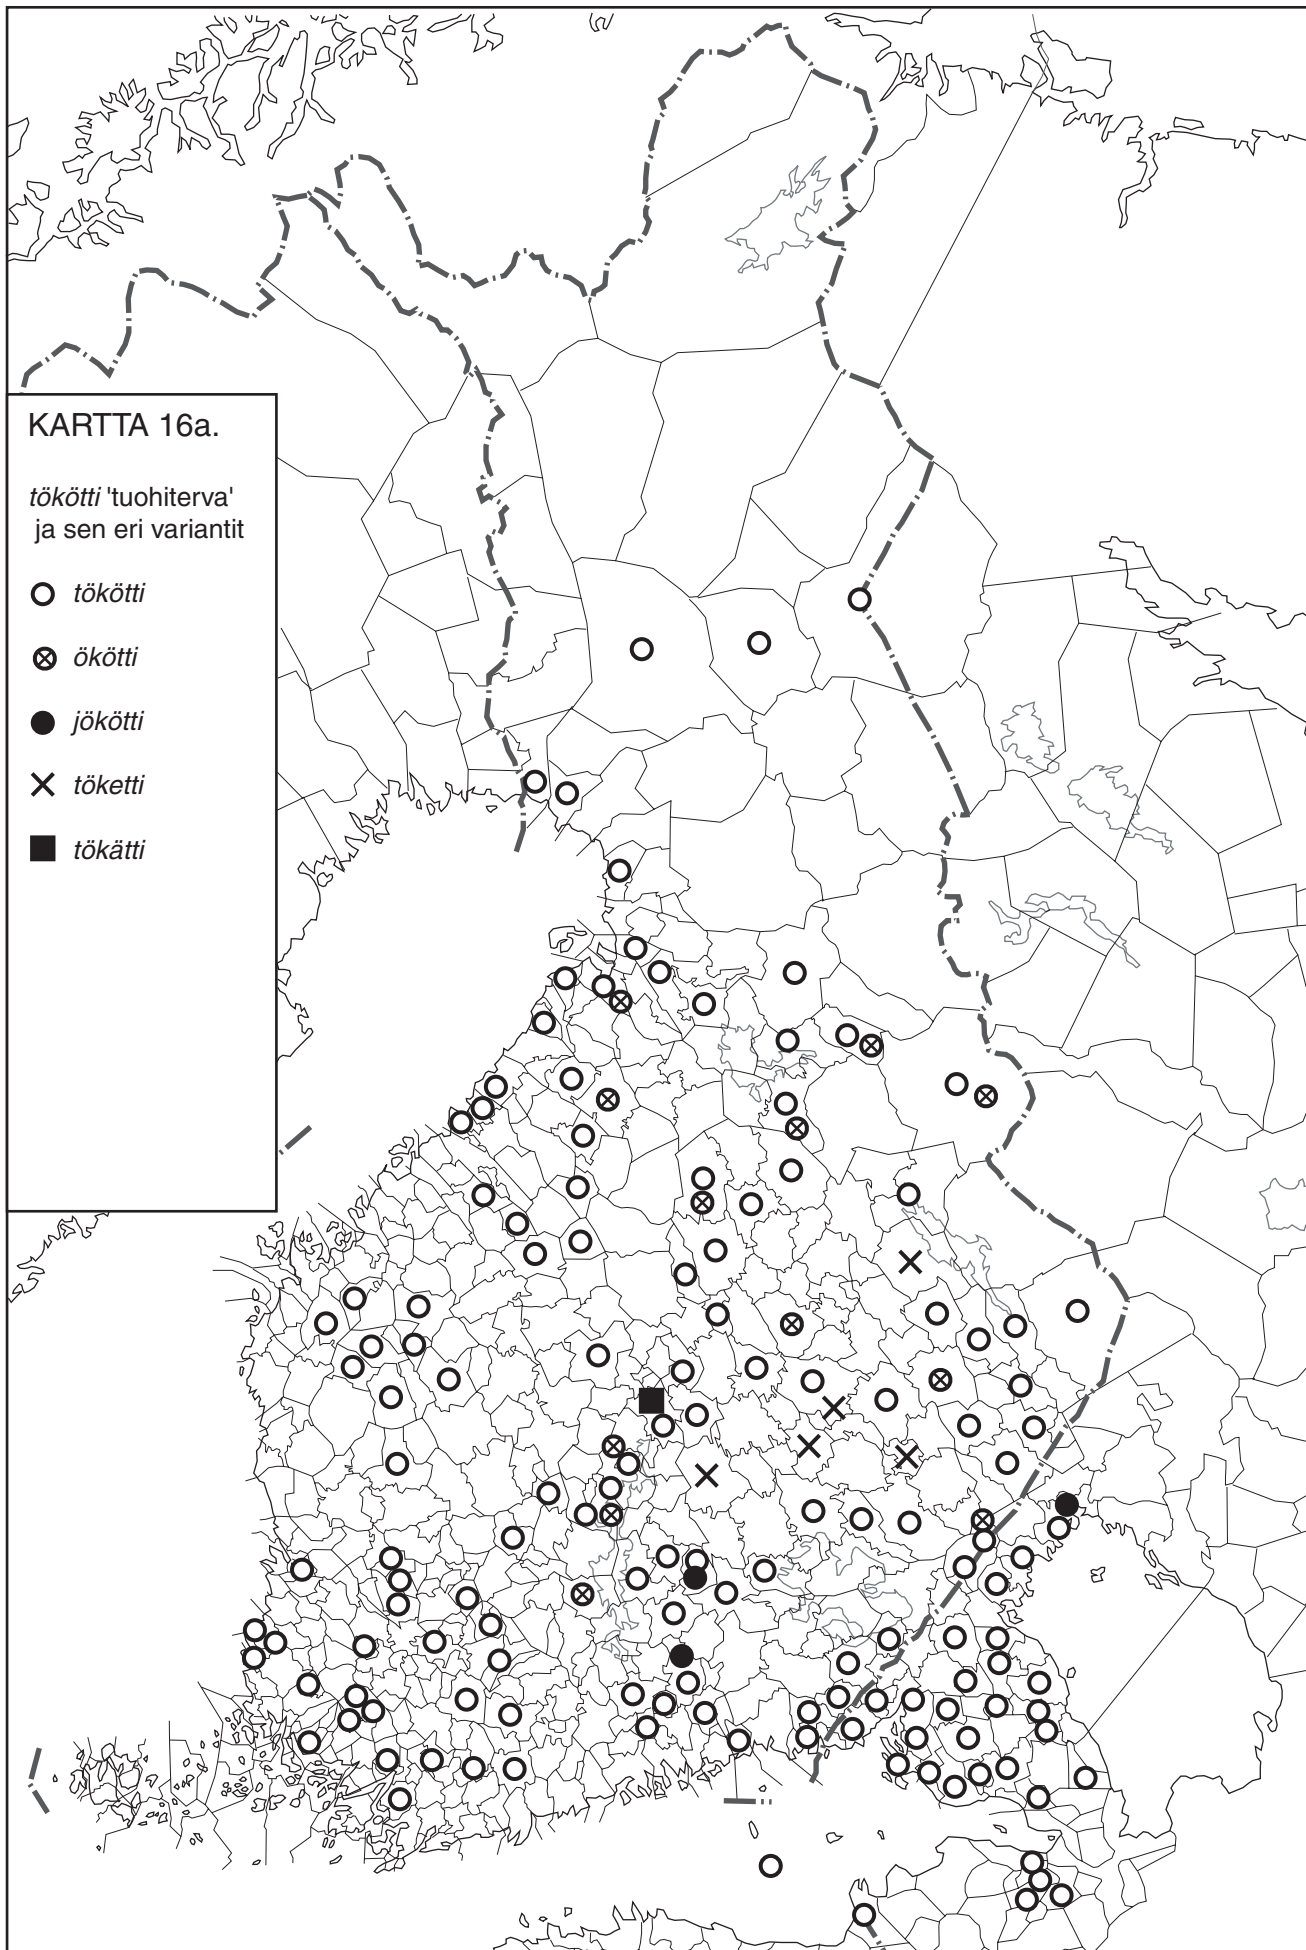 KARTTA 16a.
tökötti 'tuohiterva'
ja sen eri variantit
tökötti
ökötti
jökötti
töketti
tökätti